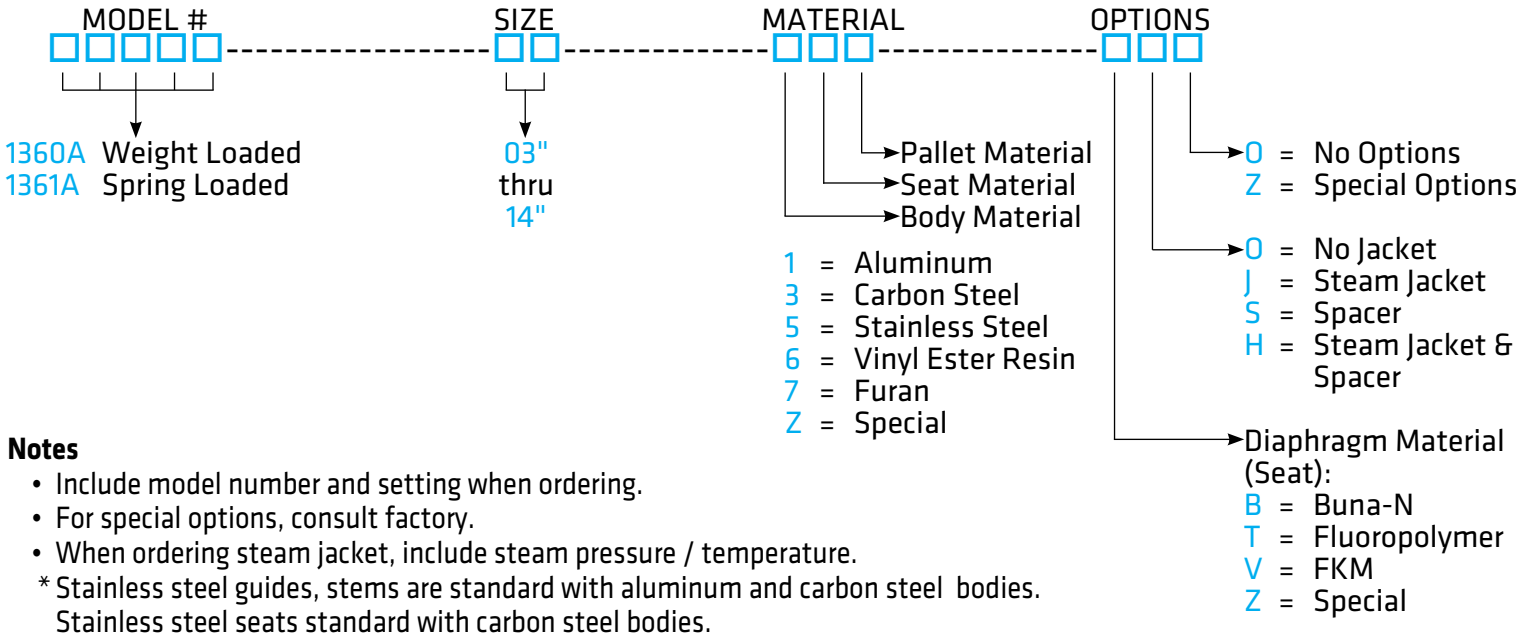 MODEL #
SIZE
MATERIAL
OPTIONS
1360A Weight Loaded
1361A Spring Loaded
03"
thru
14"
Pallet Material
Seat Material
Body Material
1 = Aluminum
3 = Carbon Steel
5 = Stainless Steel
6 = Vinyl Ester Resin
7 = Furan
Z = Special
0 = No Options
Z = Special Options
0 = No Jacket
J = Steam Jacket
S = Spacer
H = Steam Jacket &
Spacer
Diaphragm Material
(Seat):
B = Buna-N
T = Fluoropolymer
V = FKM
Z = Special
Notes
• Include model number and setting when ordering.
• For special options, consult factory.
• When ordering steam jacket, include steam pressure / temperature.
* Stainless steel guides, stems are standard with aluminum and carbon steel bodies.
Stainless steel seats standard with carbon steel bodies.